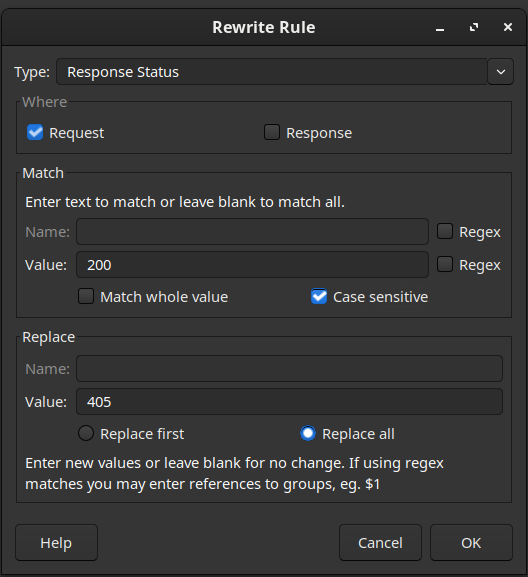 Rewrite Rule
Type: Response Status
Where
Request Response
Match
Enter text to match or leave blank to match all.
Name: Regex
Value: 200 Regex
Match whole value Case sensitive
Replace
Name:
Value: 405
Replace first Replace all
Enter new values or leave blank for no change. If using regex
matches you may enter references to groups, eg. $1
Help Cancel OK